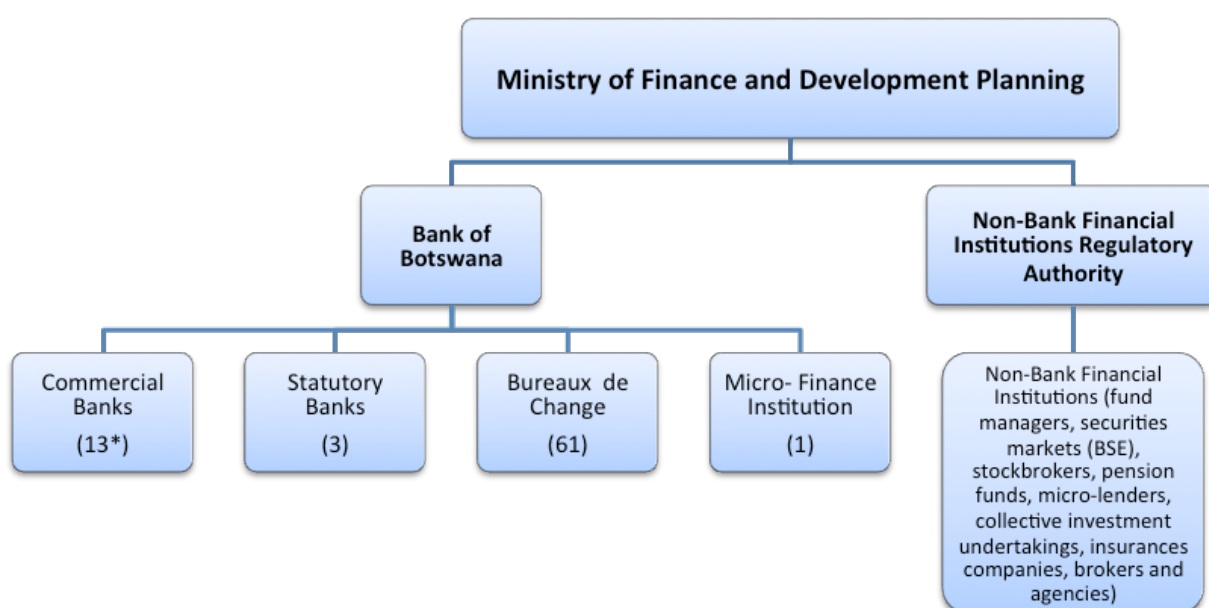 Ministry of Finance and Development Planning
Bank of
Botswana
Non-Bank Financial
Institutions Regulatory
Authority
Commercial
Banks
(13*)
Statutory
Banks
(3)
Bureaux de
Change
(61)
Micro- Finance
Institution
(1)
Non-Bank Financial
Institutions (fund
managers, securities
markets (BSE),
stockbrokers, pension
funds, micro-lenders,
collective investment
undertakings, insurances
companies, brokers and
agencies)